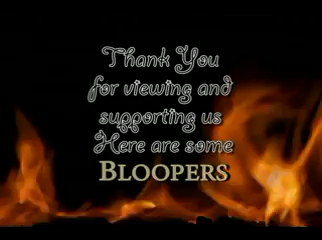 Thank You
for viewing and
supporting us
Here are some
BLOOPERS